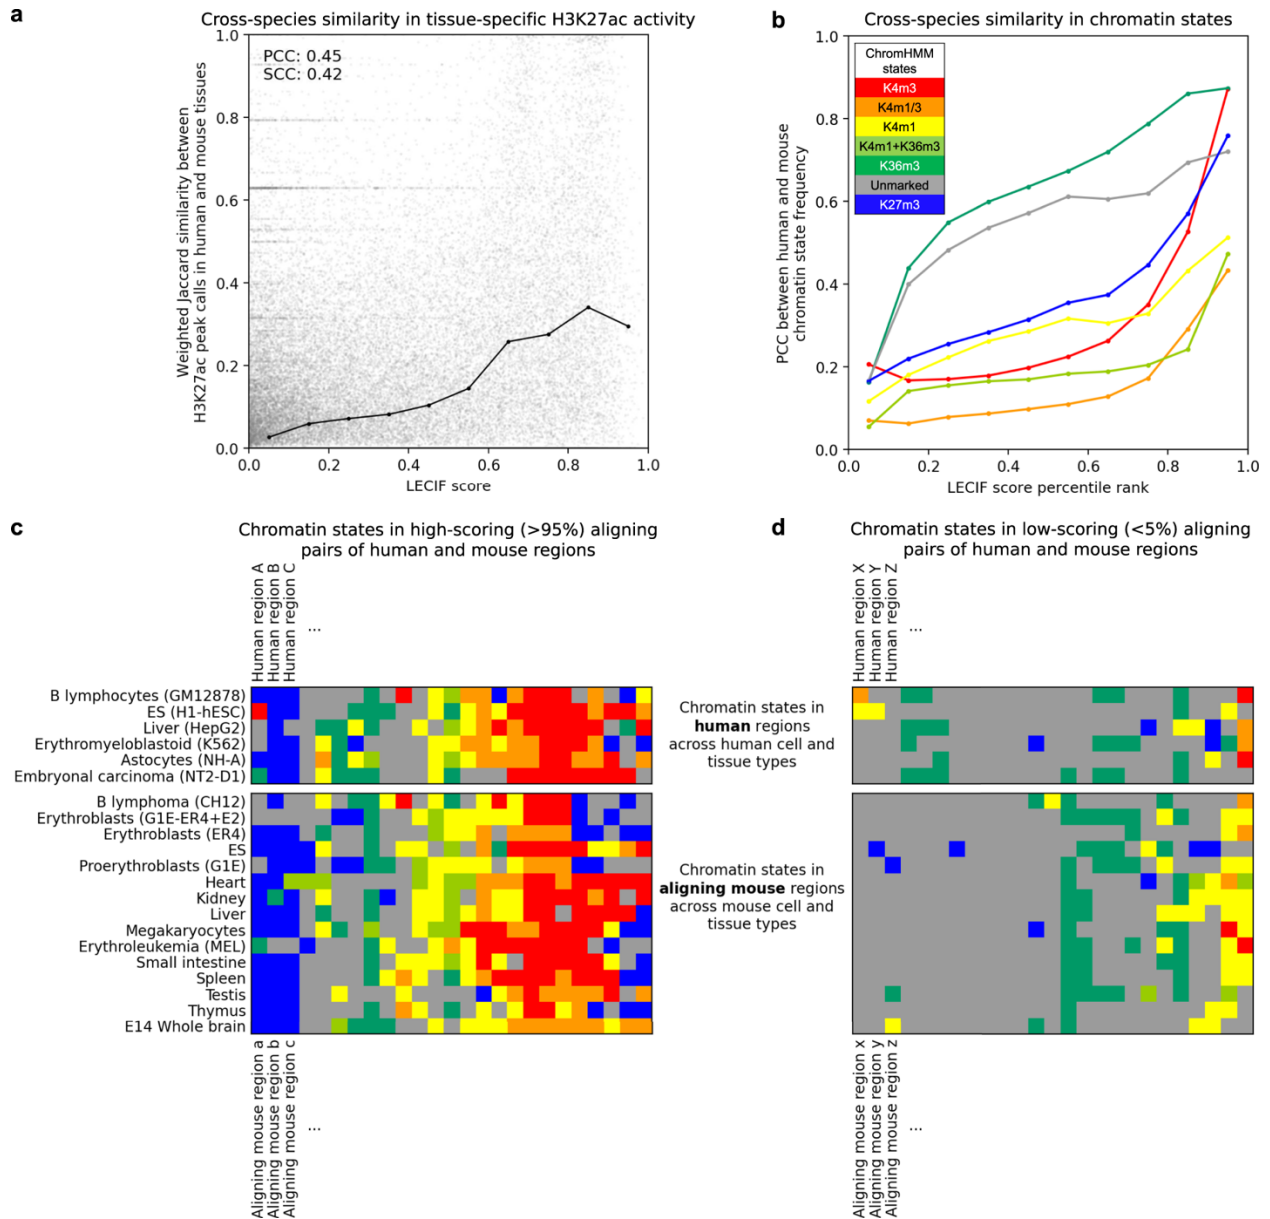 a
Cross-species similarity in tissue-specific H3K27ac activity
PCC: 0.45
SCC: 0.42
Weighted Jaccard similarity between
H3K27ac peak calls in human and mouse tissues
1.0
0.8
0.6
0.4
0.2
0.0
0.0 0.2 0.4 0.6 0.8 1.0
LECIF score
b
Cross-species similarity in chromatin states
ChromHMM
states
K4m3
K4m1/3
K4m1
K4m1+K36m3
K36m3
Unmarked
K27m3
PCC between human and mouse
chromatin state frequency
1.0
0.8
0.6
0.4
0.2
0.0
0.0 0.2 0.4 0.6 0.8 1.0
LECIF score percentile rank
c
Chromatin states in high-scoring (>95%) aligning
pairs of human and mouse regions
Human region A
Human region B
Human region C
...
B lymphocytes (GM12878)
ES (H1-hESC)
Liver (HepG2)
Erythromyeloblastoid (K562)
Astocytes (NH-A)
Embryonal carcinoma (NT2-D1)
B lymphoma (CH12)
Erythroblasts (G1E-ER4+E2)
Erythroblasts (ER4)
ES
Proerythroblasts (G1E)
Heart
Kidney
Liver
Megakaryocytes
Erythroleukemia (MEL)
Small intestine
Spleen
Testis
Thymus
E14 Whole brain
Aligning mouse region a
Aligning mouse region b
Aligning mouse region c
...
Chromatin states in
human regions
across human cell and
tissue types
Chromatin states in
aligning mouse regions
across mouse cell and
tissue types
d
Chromatin states in low-scoring (<5%) aligning
pairs of human and mouse regions
Human region X
Human region Y
Human region Z
...
Aligning mouse region x
Aligning mouse region y
Aligning mouse region z
...